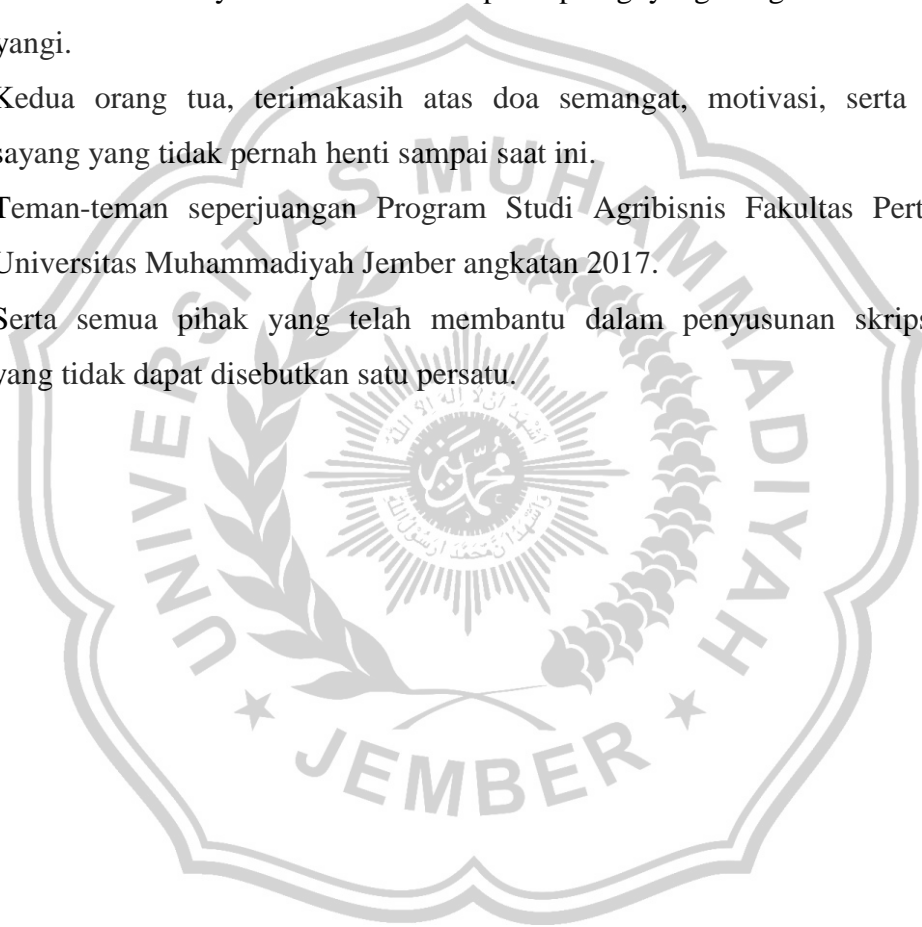 yangi.
Kedua orang tua, terimakasih atas doa semangat, motivasi, serta
sayang yang tidak pernah henti sampai saat ini.
Teman-teman seperjuangan Program Studi Agribisnis Fakultas Pert
Universitas Muhammadiyah Jember angkatan 2017.
Serta semua pihak yang telah membantu dalam penyusunan skrips
yang tidak dapat disebutkan satu persatu.
UNIVERSITAS MUHAMMADIYAH
JEMBER